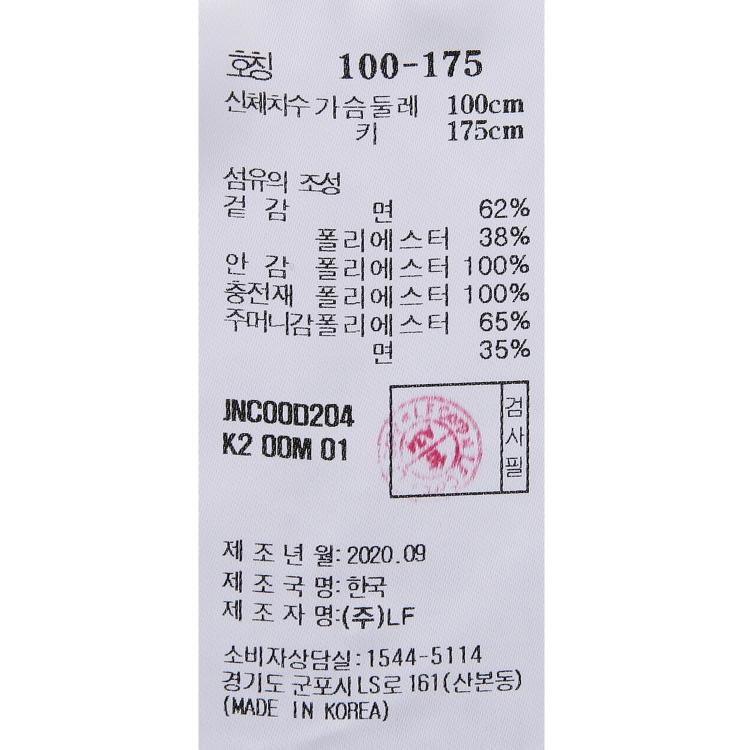 호칭 100-175
신체치수 가슴둘레 100cm
키 175cm
섬유의 조성
겉 감 면 62%
폴리에스터 38%
안 감 폴리에스터 100%
충전재 폴리에스터 100%
주머니감 폴리에스터 65%
면 35%
JNCOOD204
K2 OOM 01
검사필
제 조 년 월: 2020.09
제 조 국 명: 한국
제 조 자 명:(주)LF
소비자상담실:1544-5114
경기도 군포시 LS로 161(산본동)
(MADE IN KOREA)